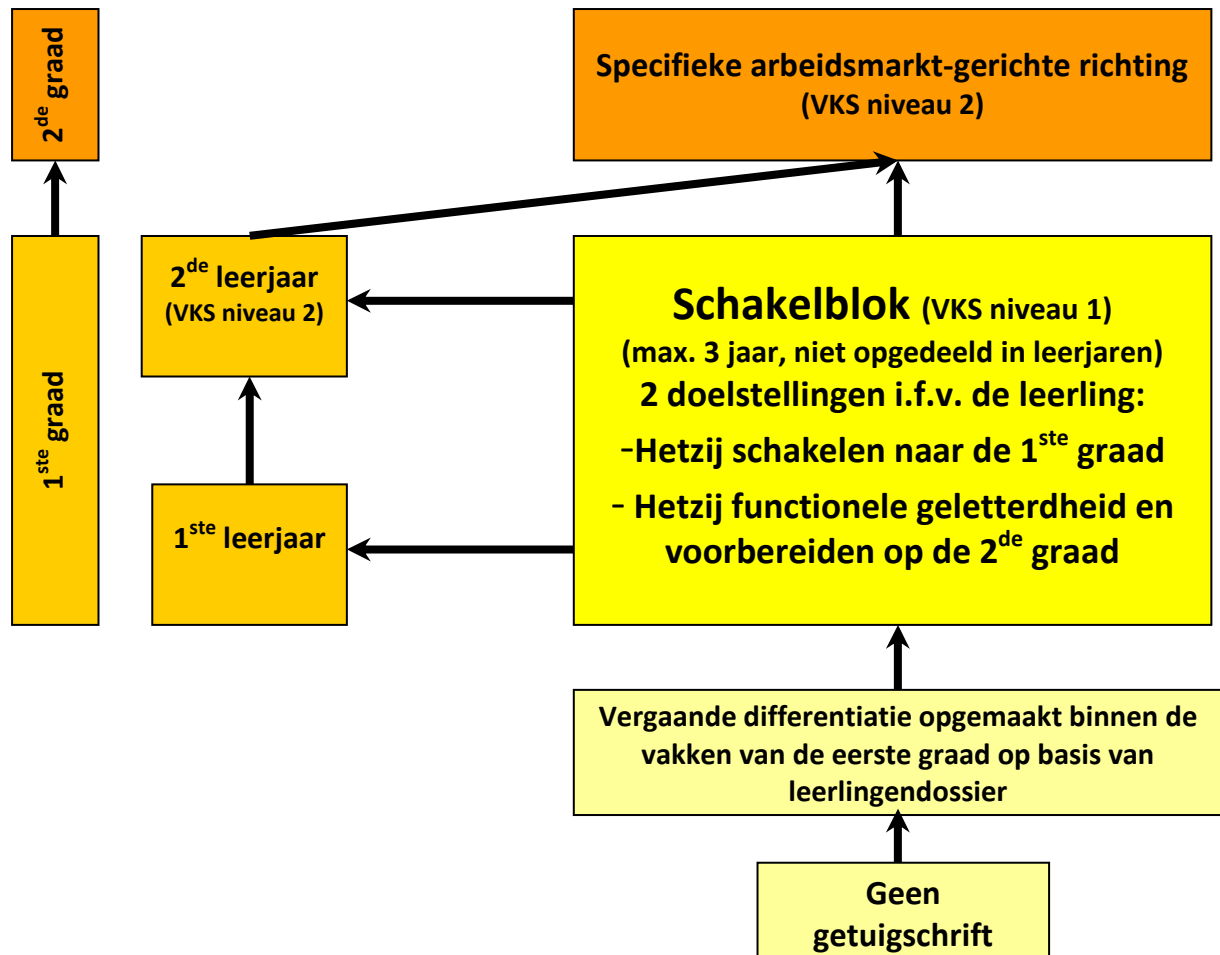 2de graad
Specifieke arbeidsmarkt-gerichte richting
(VKS niveau 2)
1ste graad
2de leerjaar
(VKS niveau 2)
1ste leerjaar
Schakelblok (VKS niveau 1)
(max. 3 jaar, niet opgedeeld in leerjaren)
2 doelstellingen i.f.v. de leerling:
-Hetzij schakelen naar de 1ste graad
- Hetzij functionele geletterdheid en
voorbereiden op de 2de graad
Vergaande differentiatie opgemaakt binnen de
vakken van de eerste graad op basis van
leerlingendossier
Geen
getuigschrift